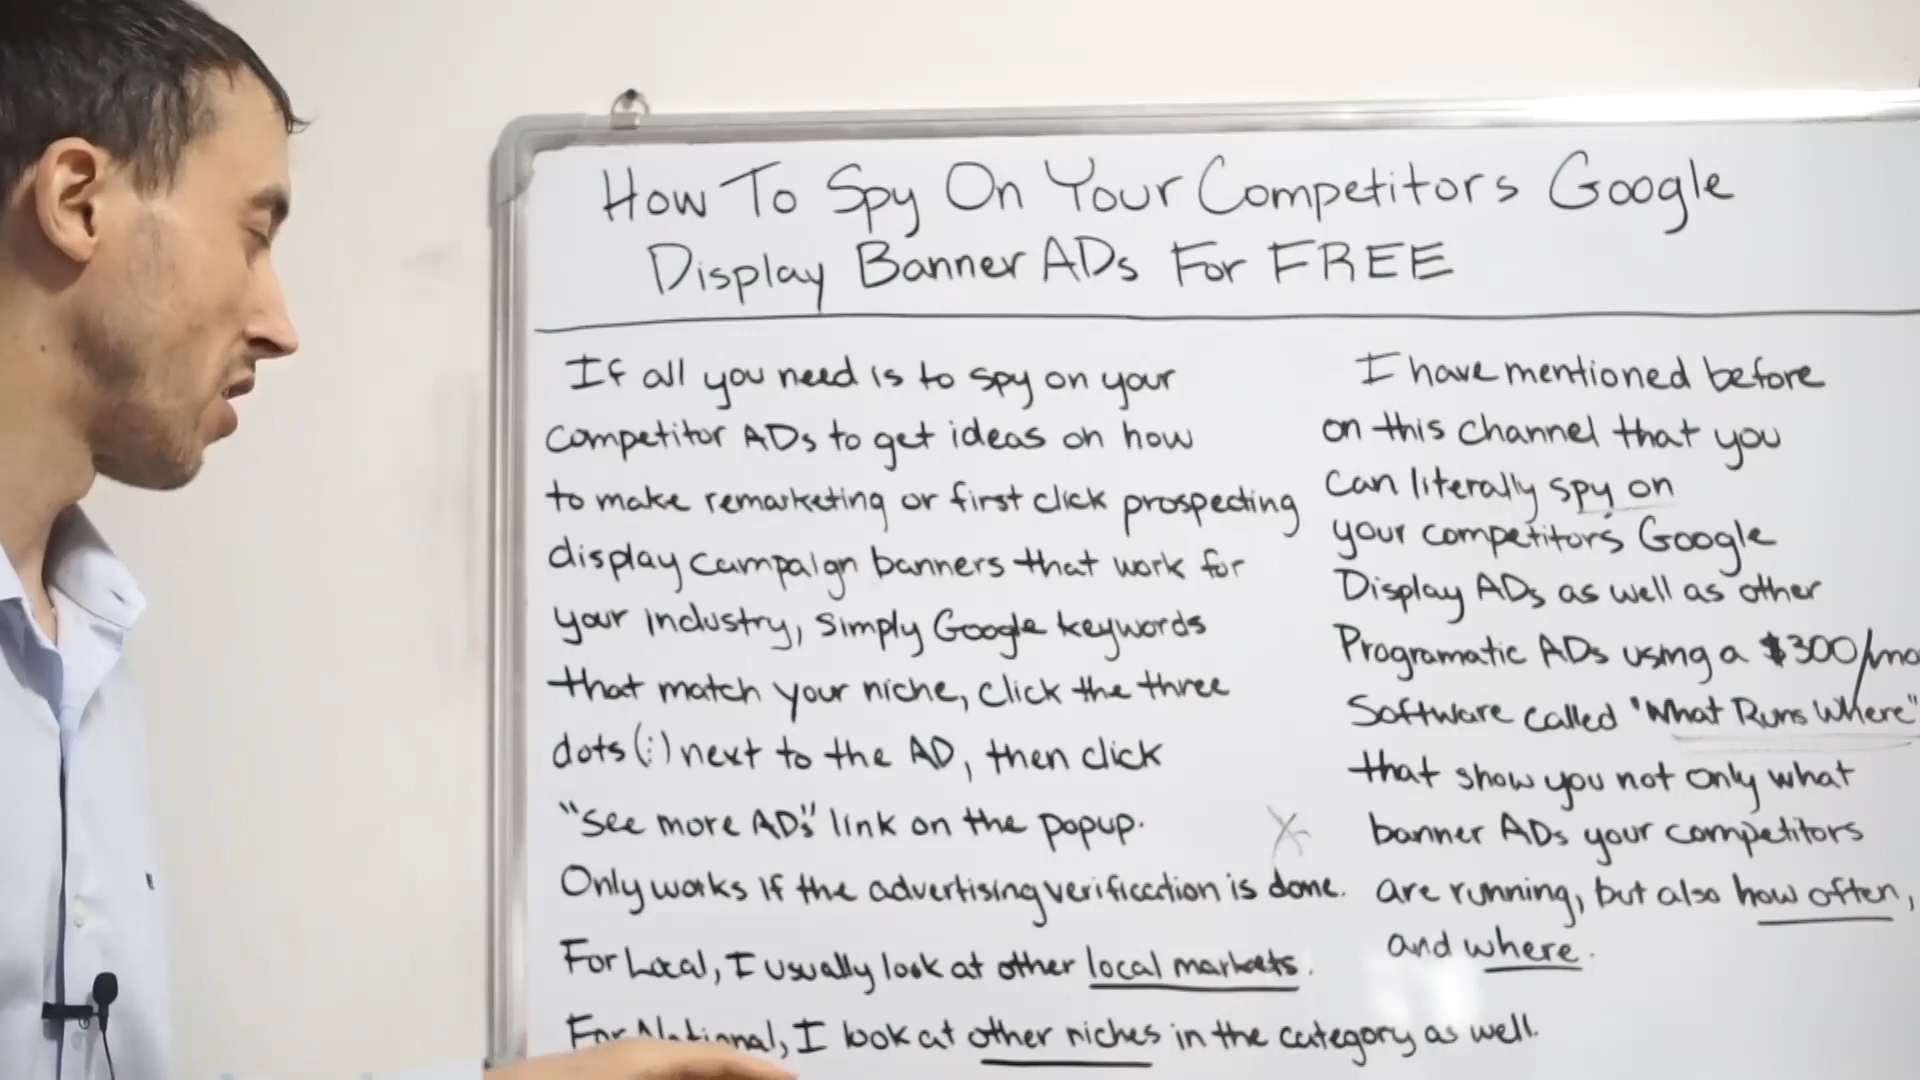 How To Spy On Your Competitors Google
Display Banner ADs For FREE
If all you need is to spy on your
competitor ADs to get ideas on how
to make remarketing or first click prospecting
display campaign banners that work for
your industry, simply Google keywords
that match your niche, click the three
dots (⋮) next to the AD, then click
"See more ADs" link on the popup.
Only works if the advertising verification is done.
For Local, I usually look at other local markets.
For National, I look at other niches in the category as well.
I have mentioned before
on this channel that you
can literally spy on
your competitors Google
Display ADs as well as other
Programatic ADs using a $300/mo
Software called "What Runs Where"
that show you not only what
banner ADs your competitors
are running, but also how often,
and where.